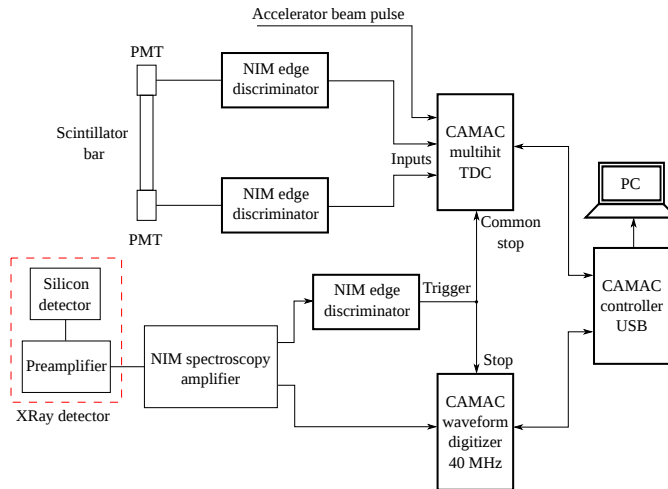 Accelerator beam pulse
PMT
NIM edge
discriminator
Scintillator
bar
CAMAC
multihit
TDC
Inputs
PC
NIM edge
discriminator
PMT
Common
stop
Silicon
detector
NIM edge
discriminator
Trigger
CAMAC
controller
USB
Preamplifier
NIM spectroscopy
amplifier
Stop
XRay detector
CAMAC
waveform
digitizer
40 MHz